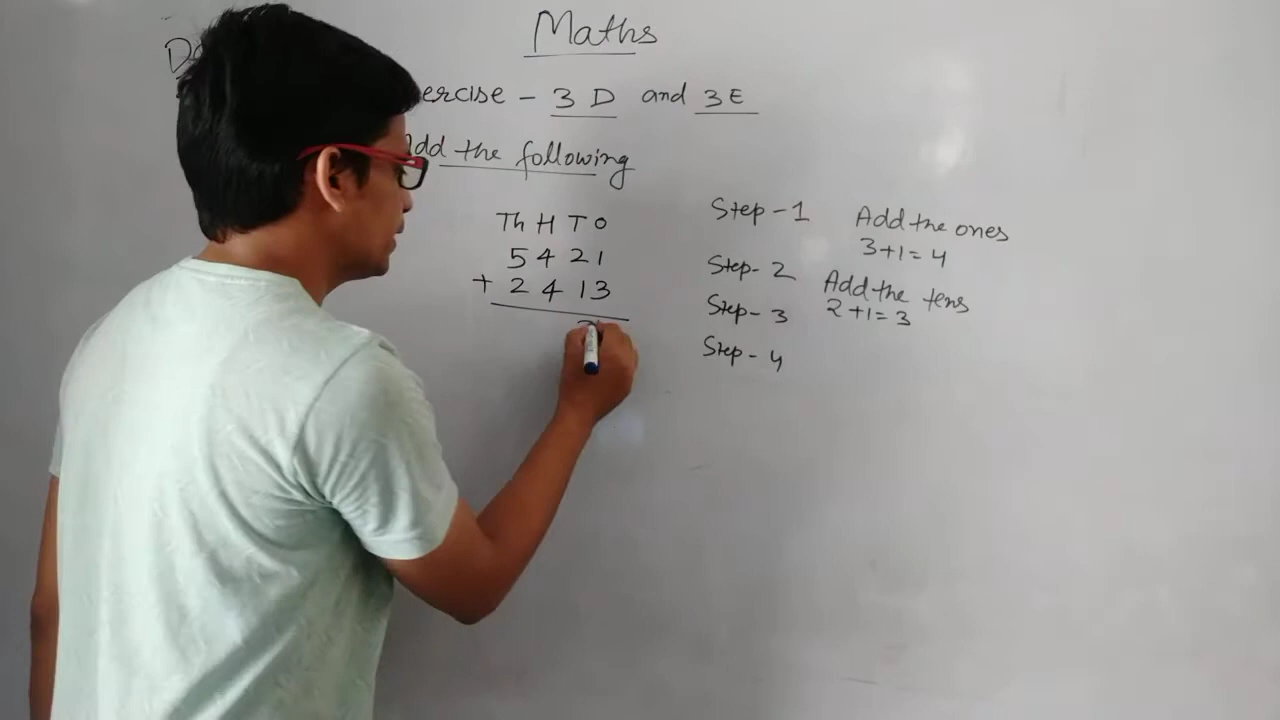 Maths
ercise - 3 D and 3 E
Add the following
Th H T O
5 4 2 1
+ 2 4 1 3
Step - 1 Add the ones
3+1=4
Step - 2 Add the tens
2+1=3
Step - 3
Step - 4